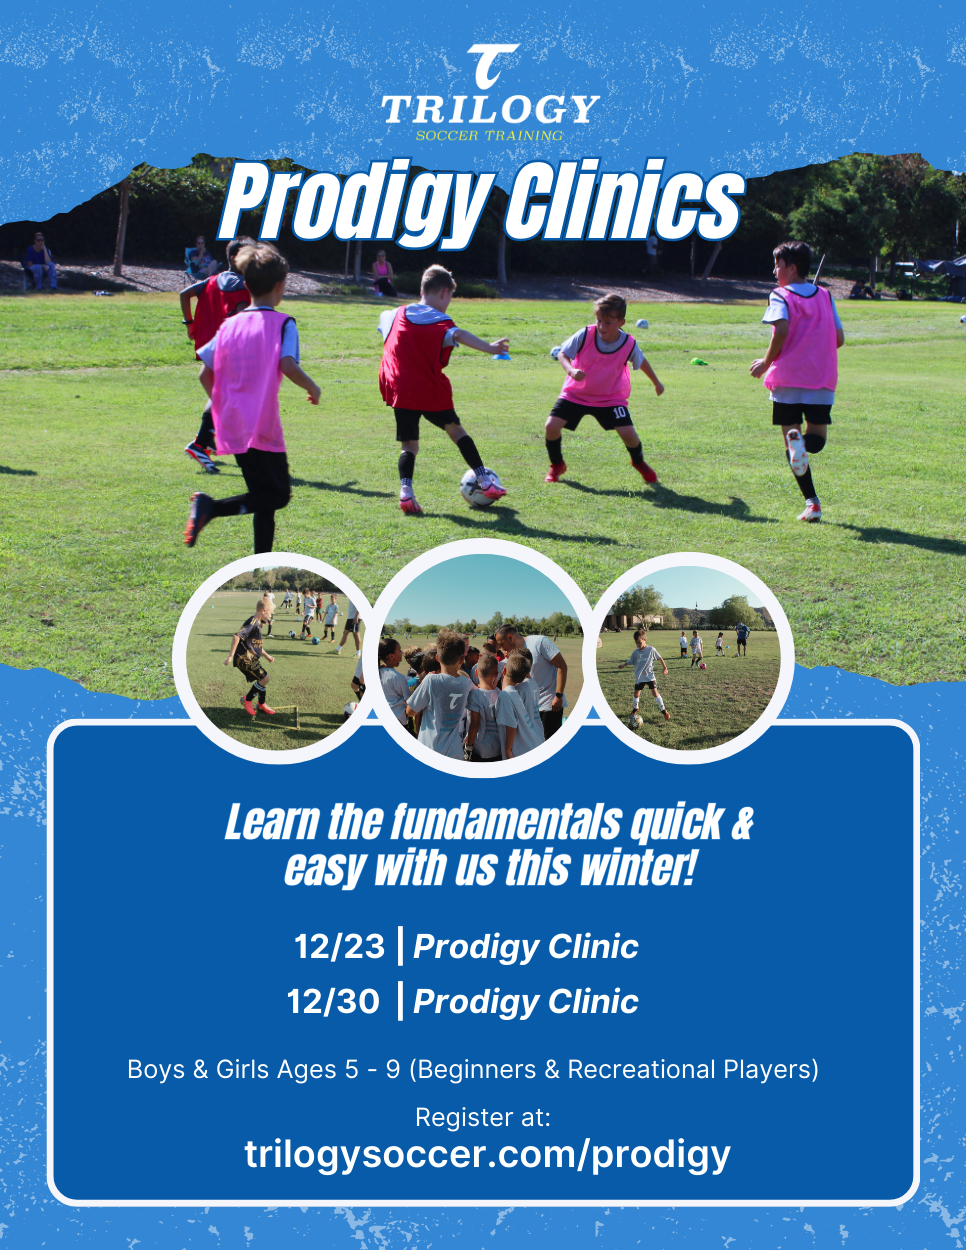 TRILOGY
SOCCER TRAINING
Prodigy Clinics
10
Learn the fundamentals quick &
easy with us this winter!
12/23 | Prodigy Clinic
12/30 | Prodigy Clinic
Boys & Girls Ages 5 - 9 (Beginners & Recreational Players)
Register at:
trilogysoccer.com/prodigy